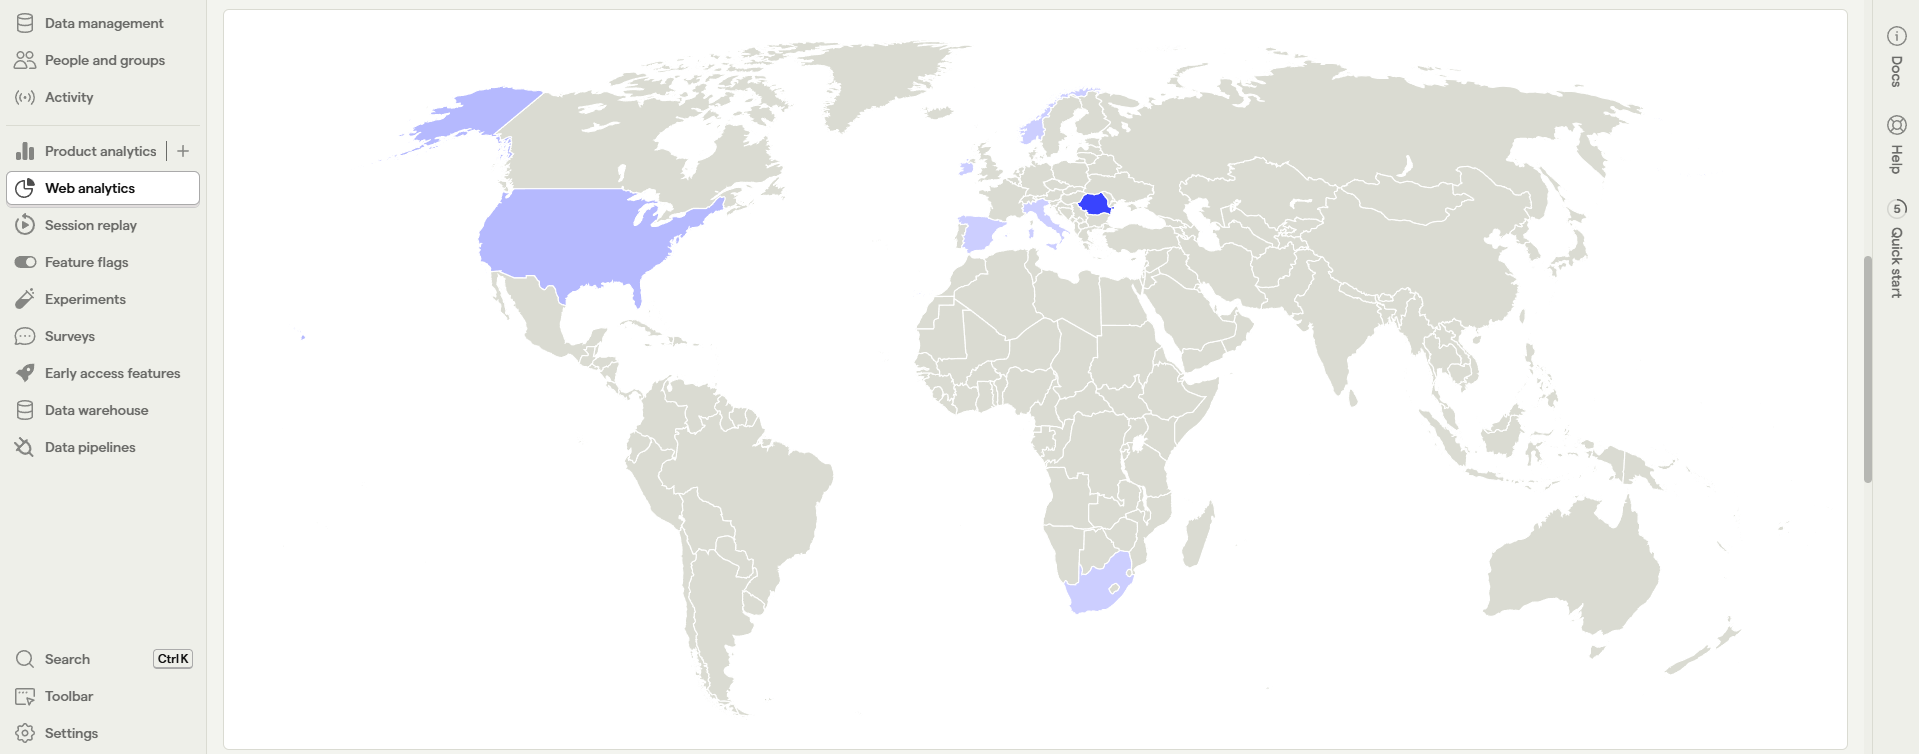 Data management
People and groups
Activity
Product analytics
Web analytics
Session replay
Feature flags
Experiments
Surveys
Early access features
Data warehouse
Data pipelines
Search Ctrl K
Toolbar
Settings
Docs
Help
5
Quick start